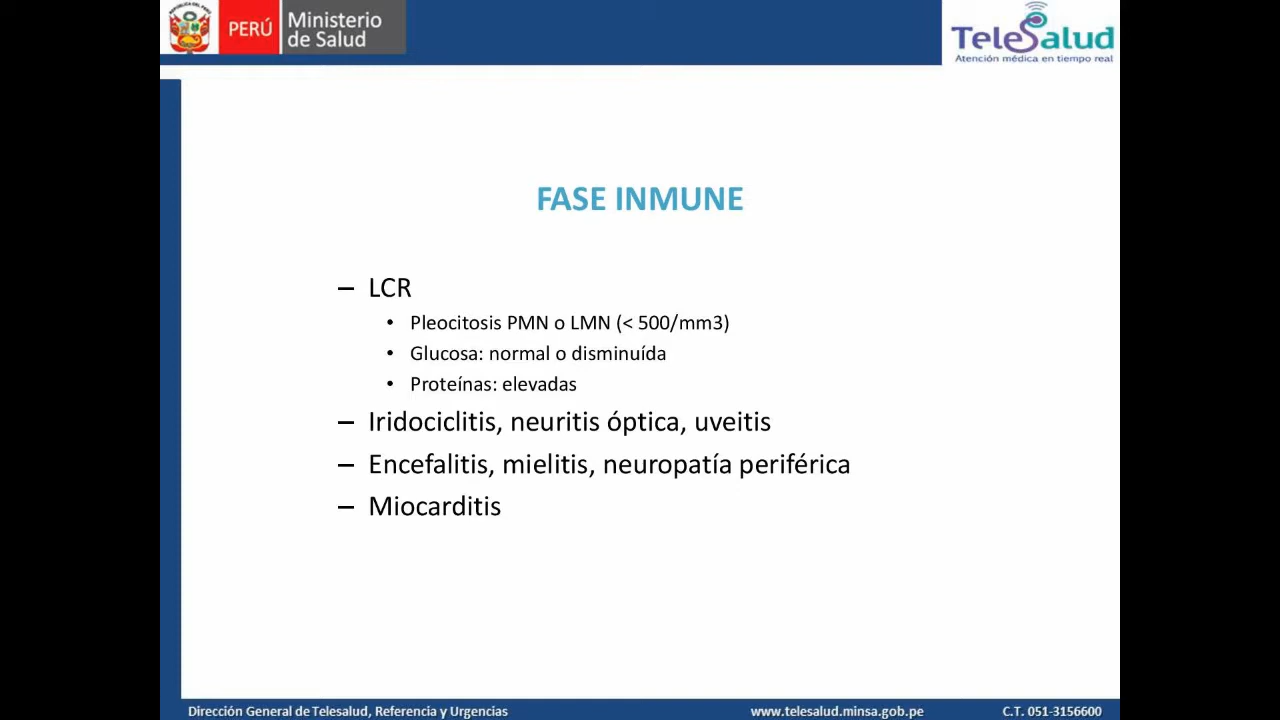 PERÚ
Ministerio
de Salud
TeleSalud
Atención médica en tiempo real
FASE INMUNE
– LCR
• Pleocitosis PMN o LMN (< 500/mm3)
• Glucosa: normal o disminuída
• Proteínas: elevadas
– Iridociclitis, neuritis óptica, uveitis
– Encefalitis, mielitis, neuropatía periférica
– Miocarditis
Dirección General de Telesalud, Referencia y Urgencias
www.telesalud.minsa.gob.pe
C.T. 051-3156600